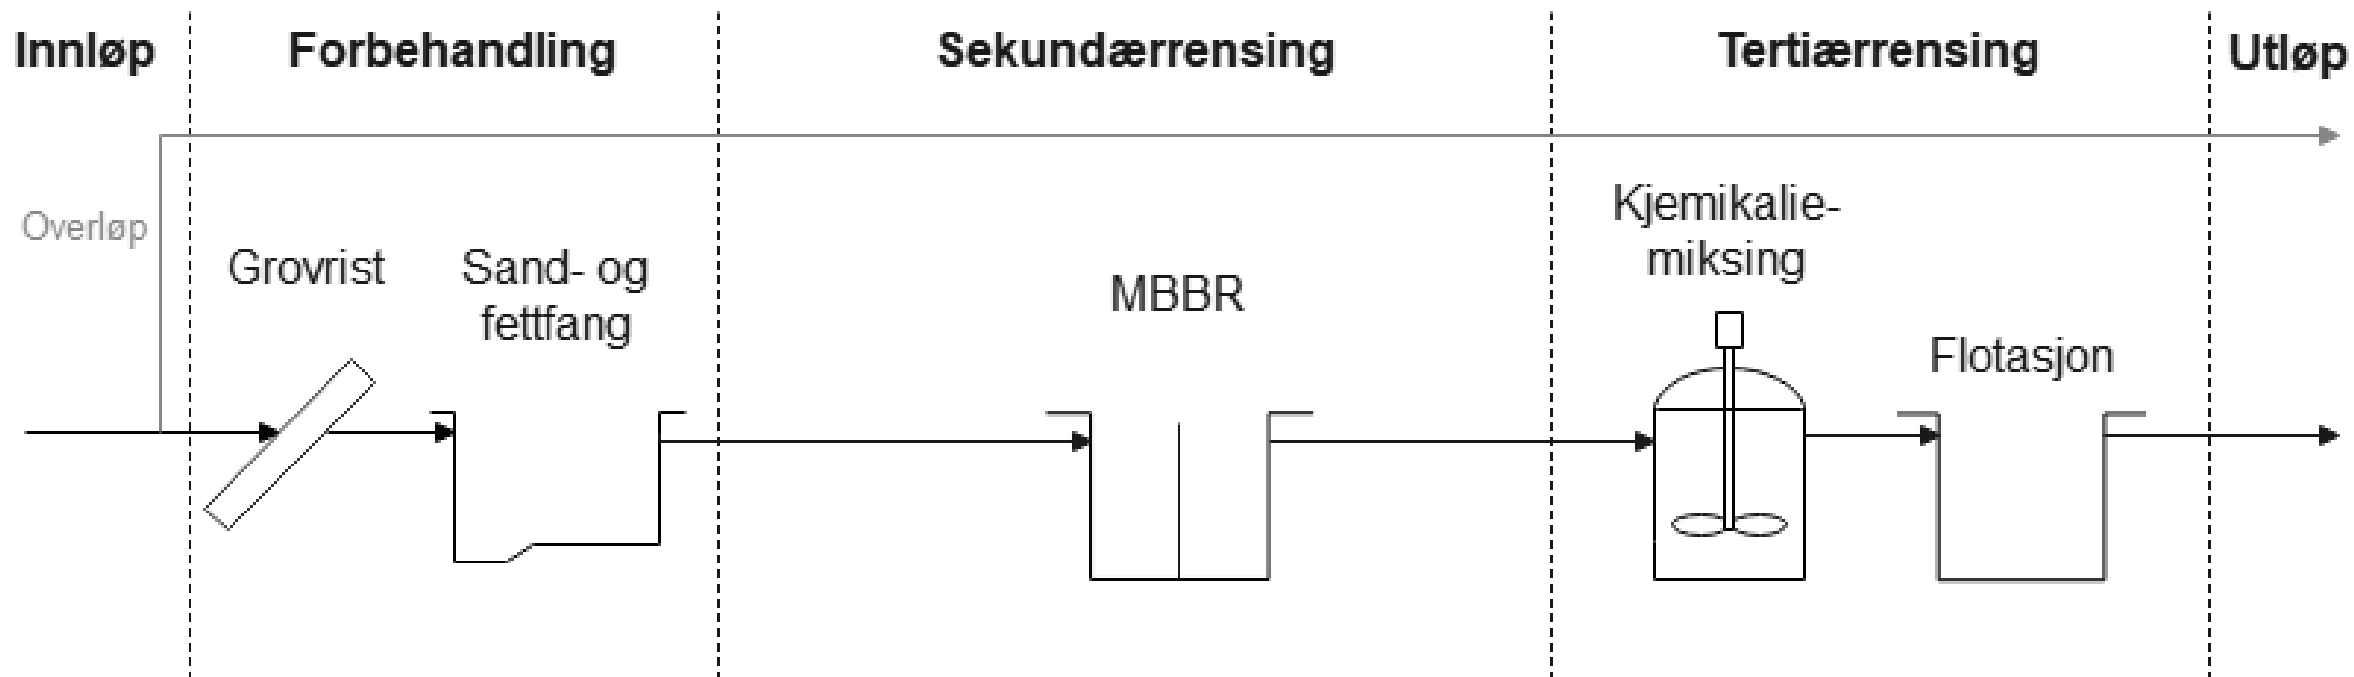 Innløp
Forbehandling
Sekundærrensing
Tertiærrensing
Utløp
Overløp
Grovrist
Sand- og
fettfang
MBBR
Kjemikalie-
miksing
Flotasjon